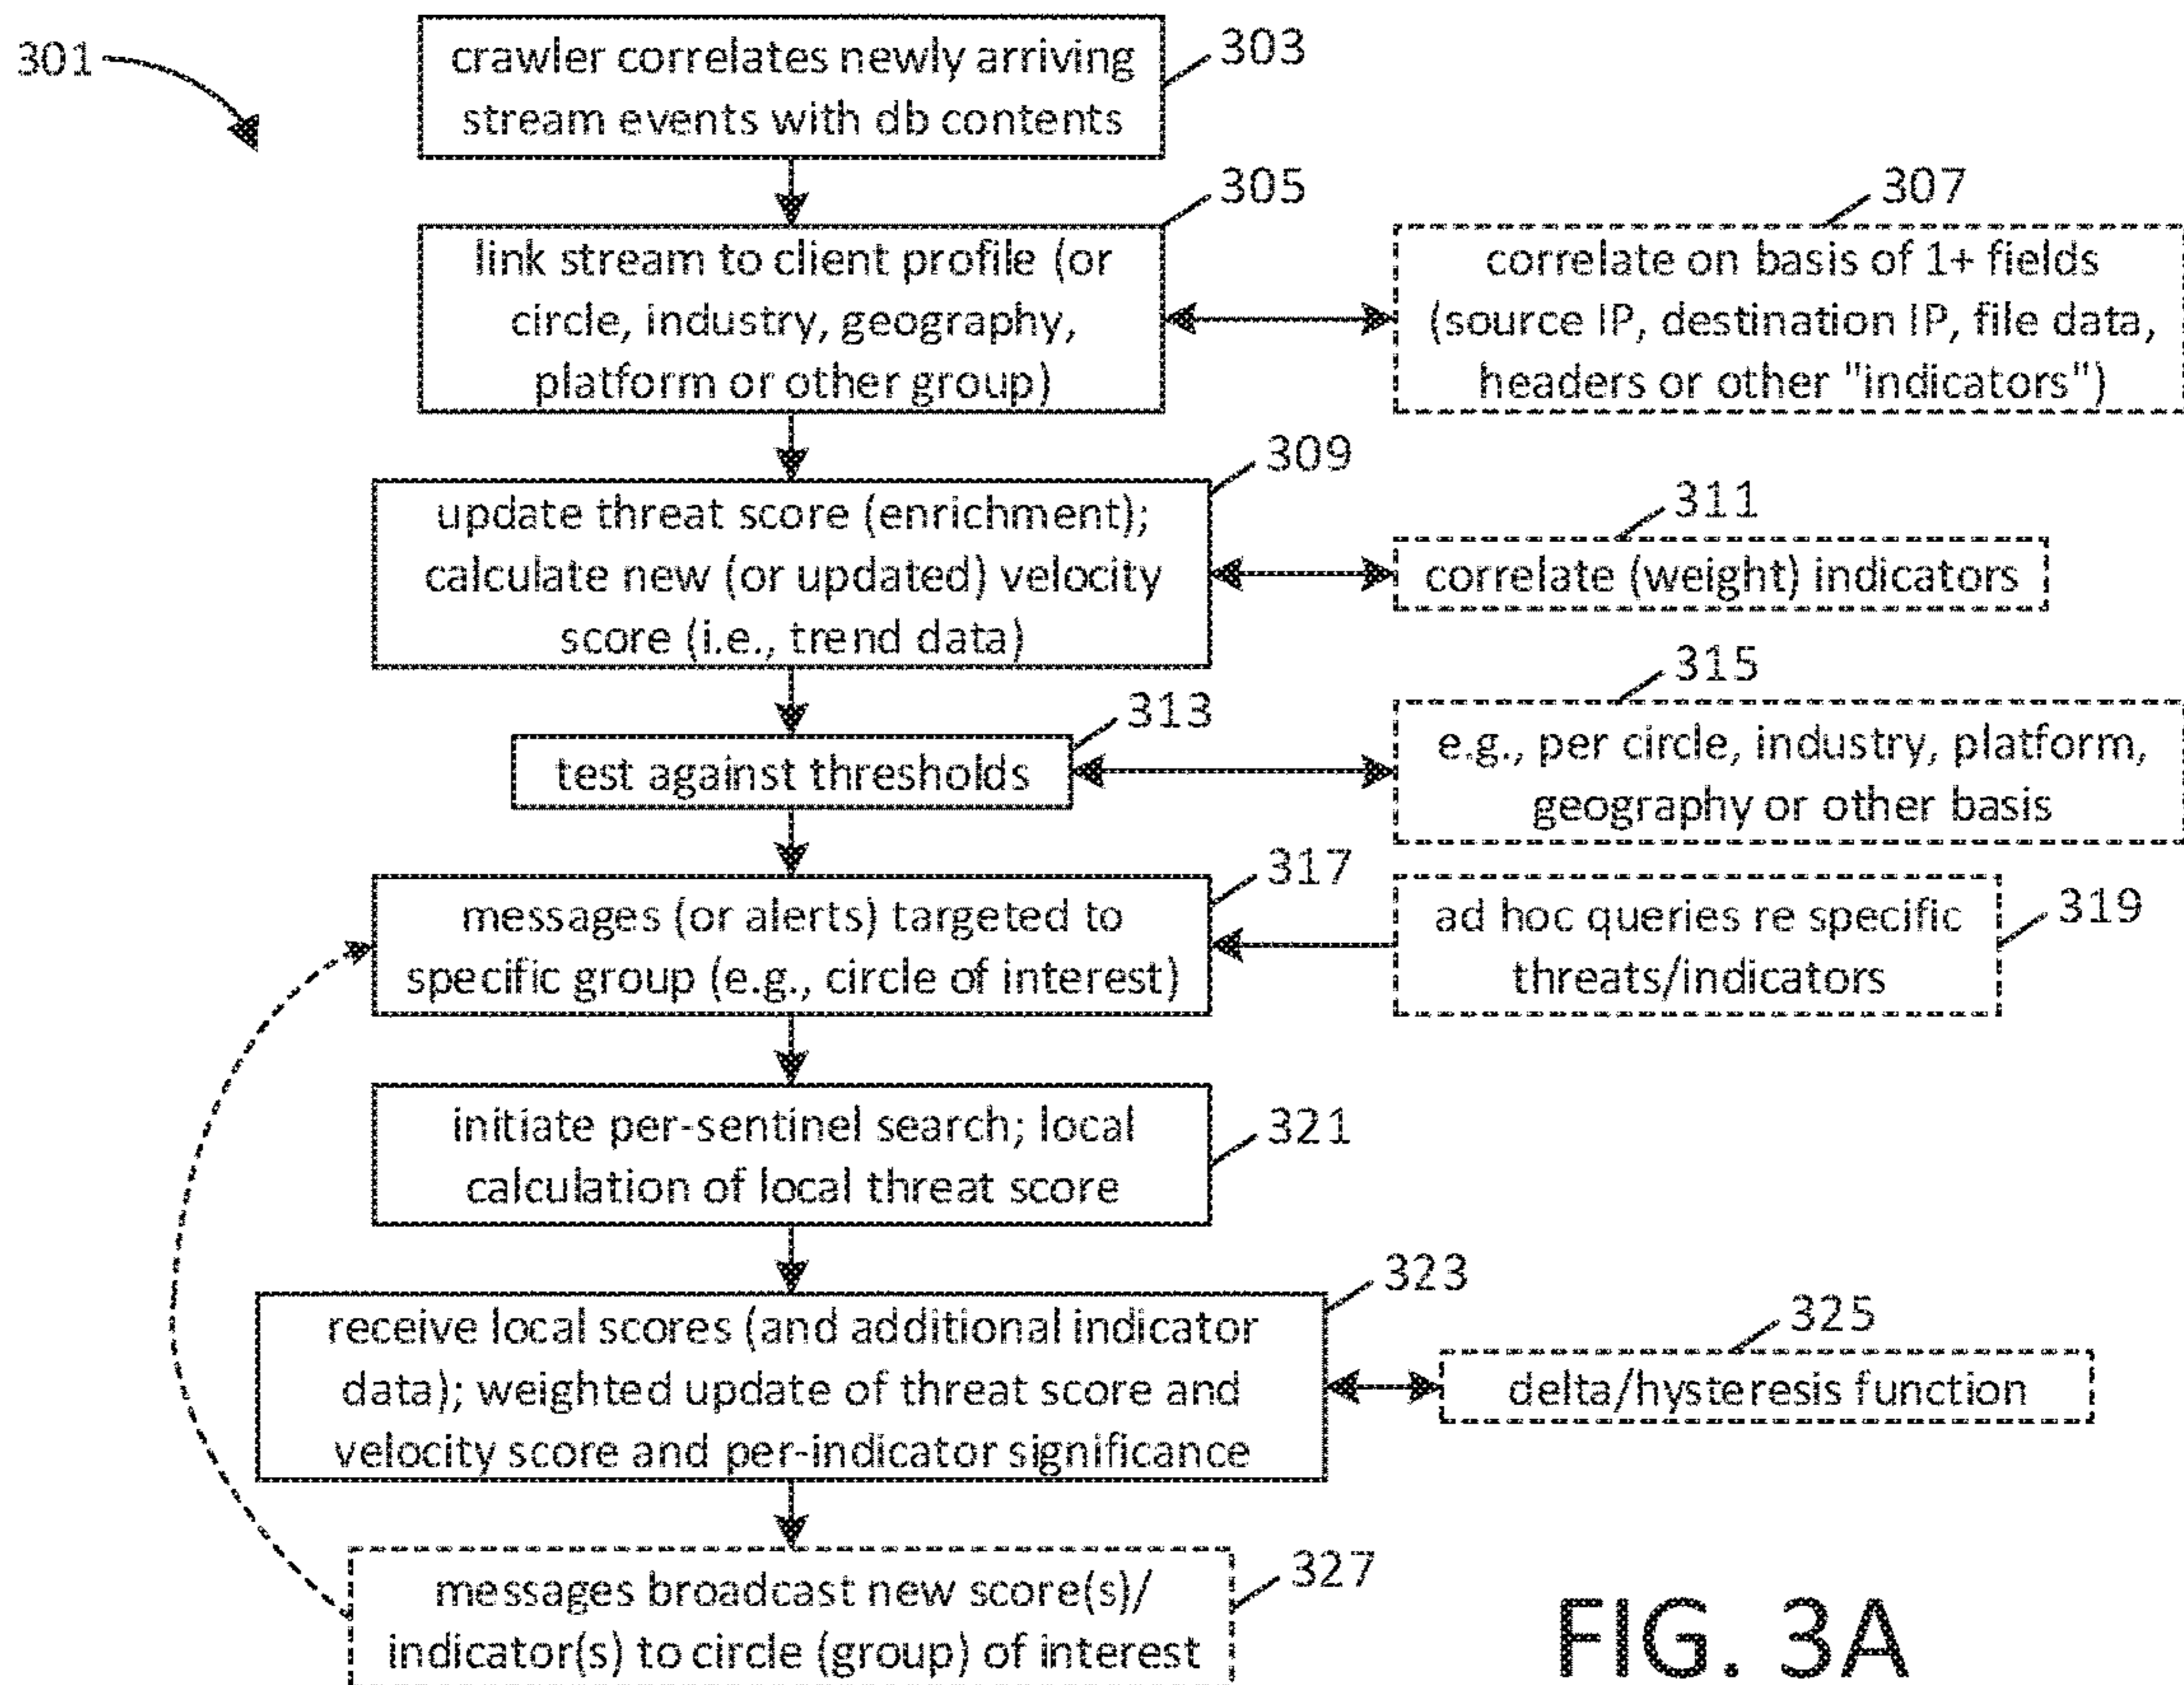 301
crawler correlates newly arriving
stream events with db contents
303
305
link stream to client profile (or
circle, industry, geography,
platform or other group)
307
correlate on basis of 1+ fields
(source IP, destination IP, file data,
headers or other "indicators")
309
update threat score (enrichment);
calculate new (or updated) velocity
score (i.e., trend data)
311
correlate (weight) indicators
313
test against thresholds
315
e.g., per circle, industry, platform,
geography or other basis
317
messages (or alerts) targeted to
specific group (e.g., circle of interest)
ad hoc queries re specific
threats/indicators
319
initiate per-sentinel search; local
calculation of local threat score
321
323
receive local scores (and additional indicator
data); weighted update of threat score and
velocity score and per-indicator significance
325
delta/hysteresis function
messages broadcast new score(s)/
indicator(s) to circle (group) of interest
327
FIG. 3A